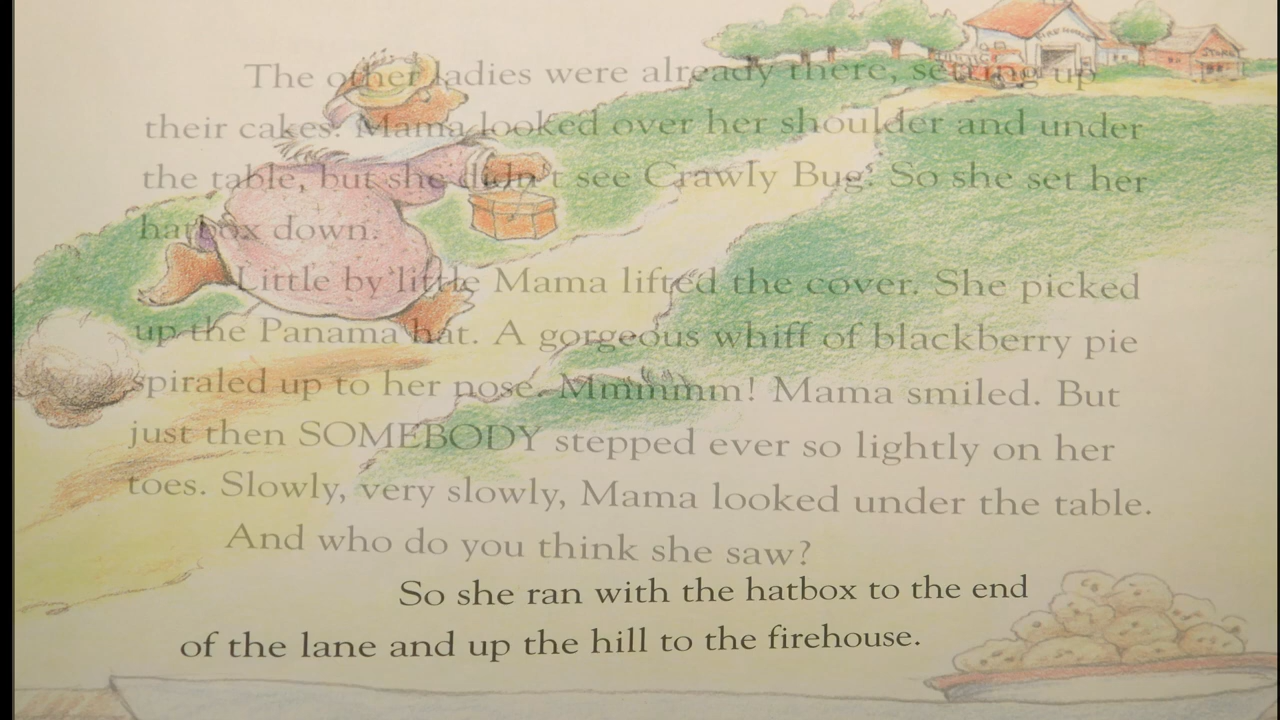 FIREHOUSE
STORE
The other ladies were already there, setting up
their cakes. Mama looked over her shoulder and under
the table, but she didn't see Crawly Bug. So she set her
hatbox down.
Little by little Mama lifted the cover. She picked
up the Panama hat. A gorgeous whiff of blackberry pie
spiraled up to her nose. Mmmmm! Mama smiled. But
just then SOMEBODY stepped ever so lightly on her
toes. Slowly, very slowly, Mama looked under the table.
And who do you think she saw?
So she ran with the hatbox to the end
of the lane and up the hill to the firehouse.